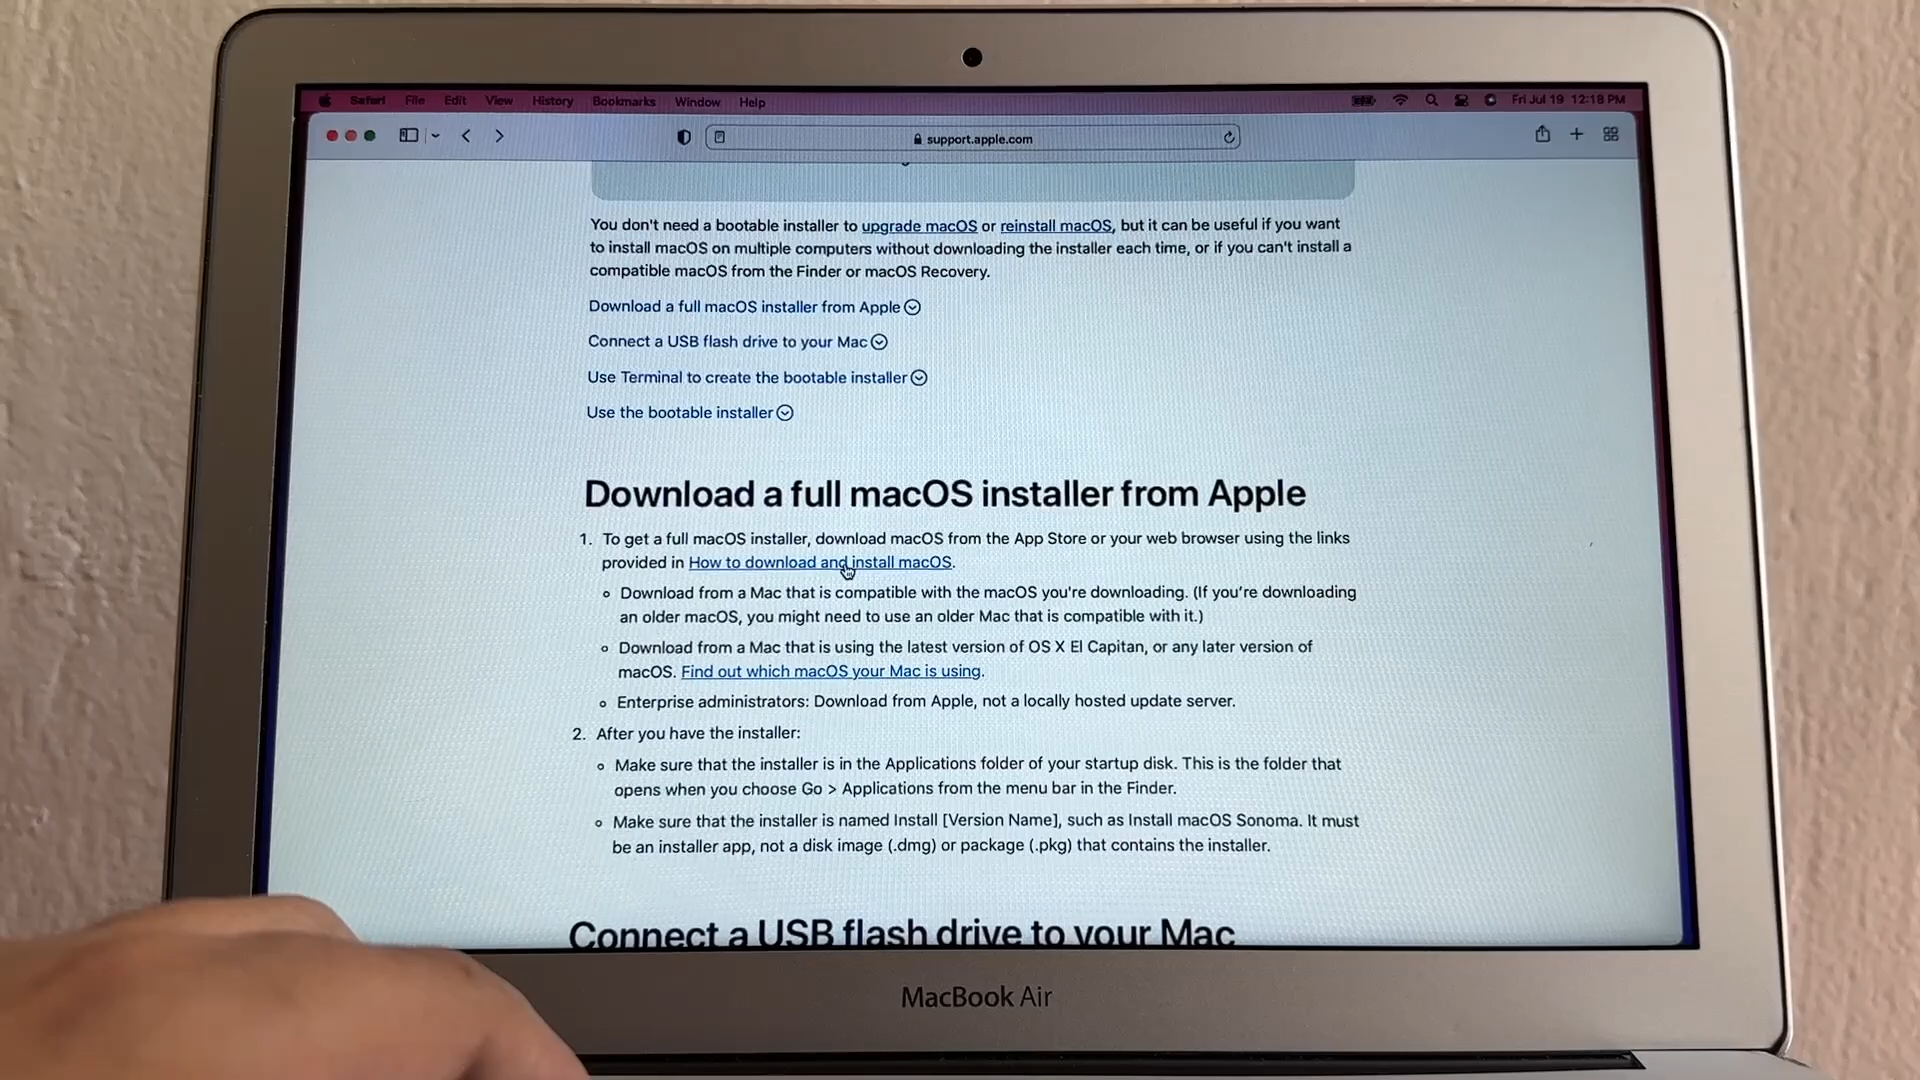 Safari File Edit View History Bookmarks Window Help Fri Jul 19 12:18 PM
support.apple.com
You don't need a bootable installer to upgrade macOS or reinstall macOS, but it can be useful if you want
to install macOS on multiple computers without downloading the installer each time, or if you can't install a
compatible macOS from the Finder or macOS Recovery.
Download a full macOS installer from Apple
Connect a USB flash drive to your Mac
Use Terminal to create the bootable installer
Use the bootable installer
Download a full macOS installer from Apple
1. To get a full macOS installer, download macOS from the App Store or your web browser using the links
provided in How to download and install macOS.
Download from a Mac that is compatible with the macOS you're downloading. (If you're downloading
an older macOS, you might need to use an older Mac that is compatible with it.)
Download from a Mac that is using the latest version of OS X El Capitan, or any later version of
macOS. Find out which macOS your Mac is using.
Enterprise administrators: Download from Apple, not a locally hosted update server.
2. After you have the installer:
Make sure that the installer is in the Applications folder of your startup disk. This is the folder that
opens when you choose Go > Applications from the menu bar in the Finder.
Make sure that the installer is named Install [Version Name], such as Install macOS Sonoma. It must
be an installer app, not a disk image (.dmg) or package (.pkg) that contains the installer.
Connect a USB flash drive to your Mac
MacBook Air